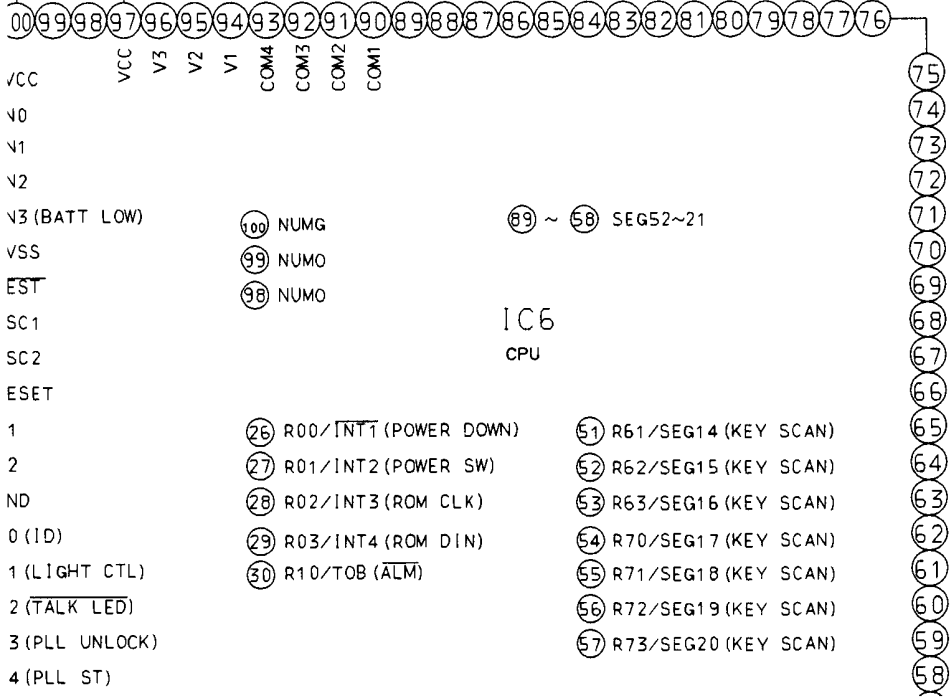 00 99 98 97 96 95 94 93 92 91 90 89 88 87 86 85 84 83 82 81 80 79 78 77 76
VCC V3 V2 V1 COM4 COM3 COM2 COM1
VCC 75
N0 74
N1 73
N2 72
N3 (BATT LOW) 100 NUMG 89 ~ 58 SEG52~21 71
VSS 99 NUMO 70
EST 98 NUMO 69
SC1 IC6 68
SC2 CPU 67
ESET 66
1 26 R00/INT1 (POWER DOWN) 51 R61/SEG14 (KEY SCAN) 65
2 27 R01/INT2 (POWER SW) 52 R62/SEG15 (KEY SCAN) 64
ND 28 R02/INT3 (ROM CLK) 53 R63/SEG16 (KEY SCAN) 63
0 (ID) 29 R03/INT4 (ROM DIN) 54 R70/SEG17 (KEY SCAN) 62
1 (LIGHT CTL) 30 R10/TOB (ALM) 55 R71/SEG18 (KEY SCAN) 61
2 (TALK LED) 56 R72/SEG19 (KEY SCAN) 60
3 (PLL UNLOCK) 57 R73/SEG20 (KEY SCAN) 59
4 (PLL ST) 58